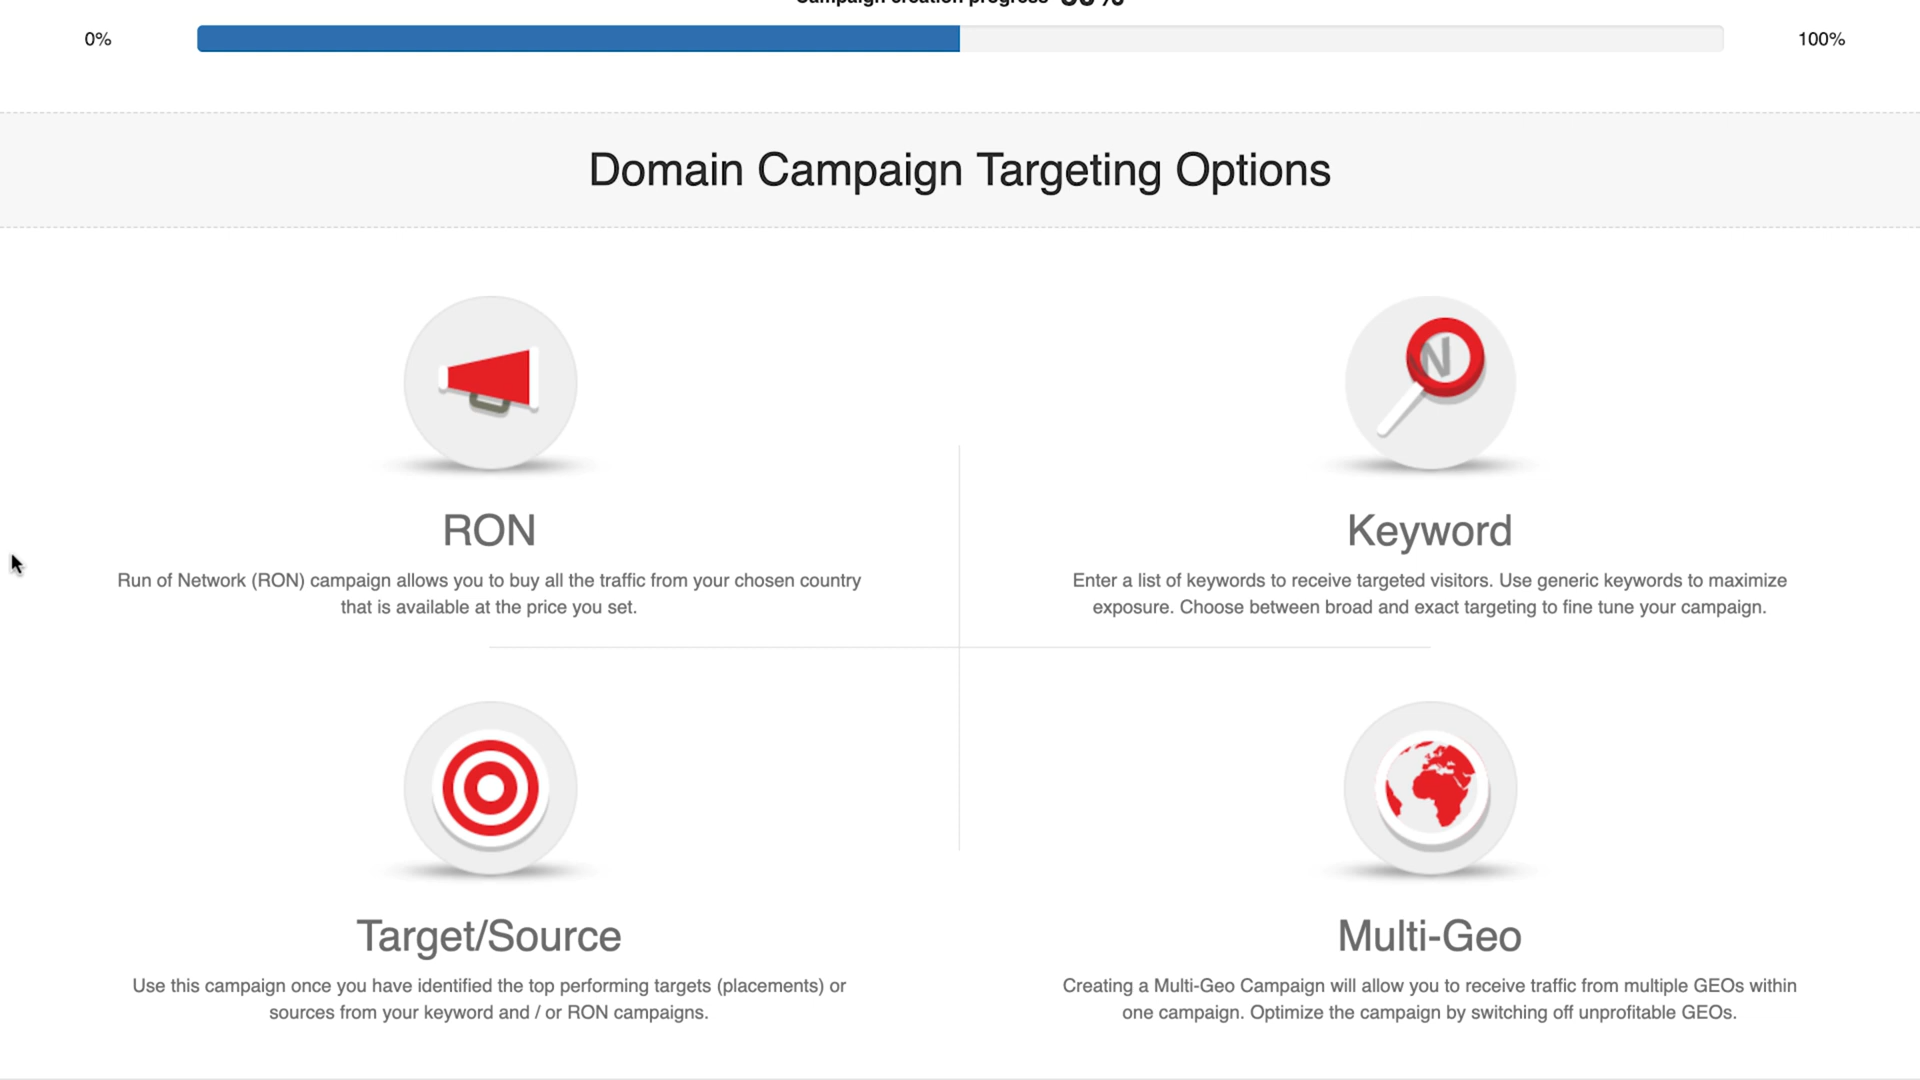 Campaign creation progress 50%
0%
100%
Domain Campaign Targeting Options
N
RON
Run of Network (RON) campaign allows you to buy all the traffic from your chosen country
that is available at the price you set.
Keyword
Enter a list of keywords to receive targeted visitors. Use generic keywords to maximize
exposure. Choose between broad and exact targeting to fine tune your campaign.
Target/Source
Use this campaign once you have identified the top performing targets (placements) or
sources from your keyword and / or RON campaigns.
Multi-Geo
Creating a Multi-Geo Campaign will allow you to receive traffic from multiple GEOs within
one campaign. Optimize the campaign by switching off unprofitable GEOs.